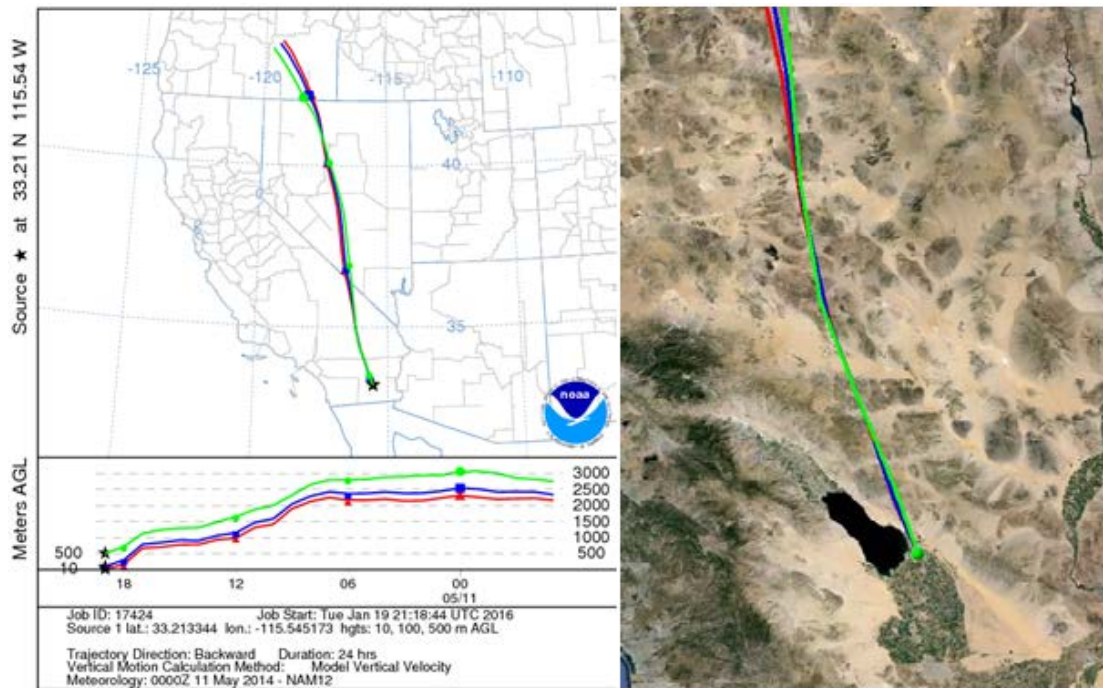 Source ★ at 33.21 N 115.54 W
-125
-120
-115
-110
40
35
noaa
Meters AGL
3000
2500
2000
1500
1000
500
500
10
18 12 06 00
05/11
Job ID: 17424 Job Start: Tue Jan 19 21:18:44 UTC 2016
Source 1 lat.: 33.213344 lon.: -115.545173 hgts: 10, 100, 500 m AGL
Trajectory Direction: Backward Duration: 24 hrs
Vertical Motion Calculation Method: Model Vertical Velocity
Meteorology: 0000Z 11 May 2014 - NAM12